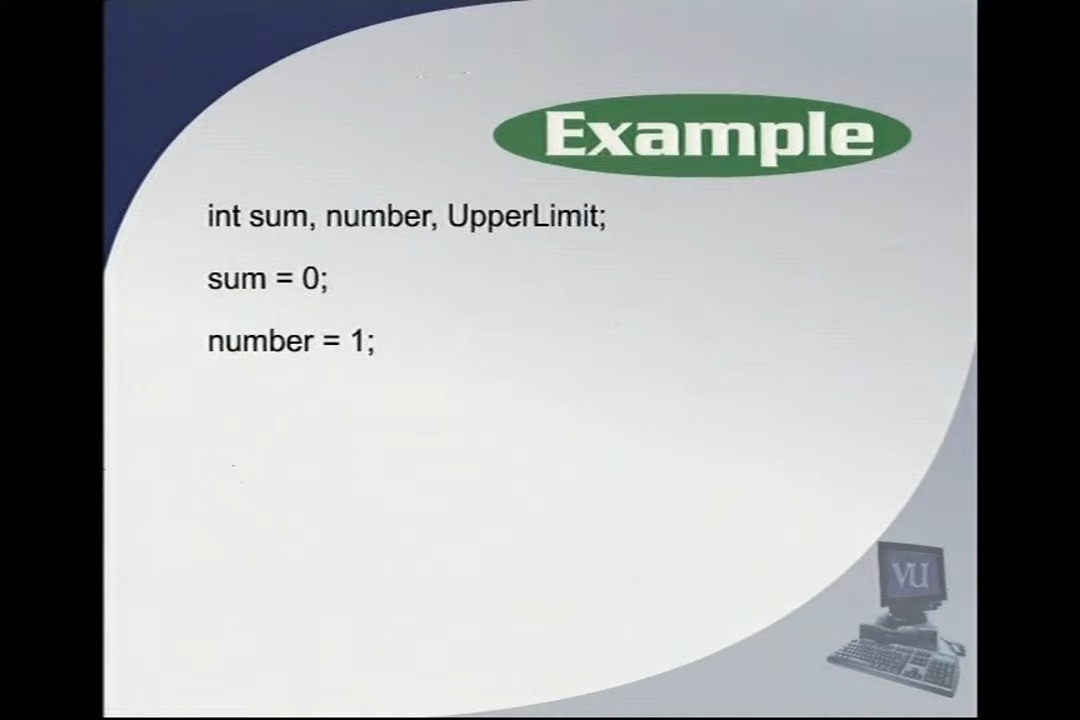 Example
int sum, number, UpperLimit;
sum = 0;
number = 1;
VU